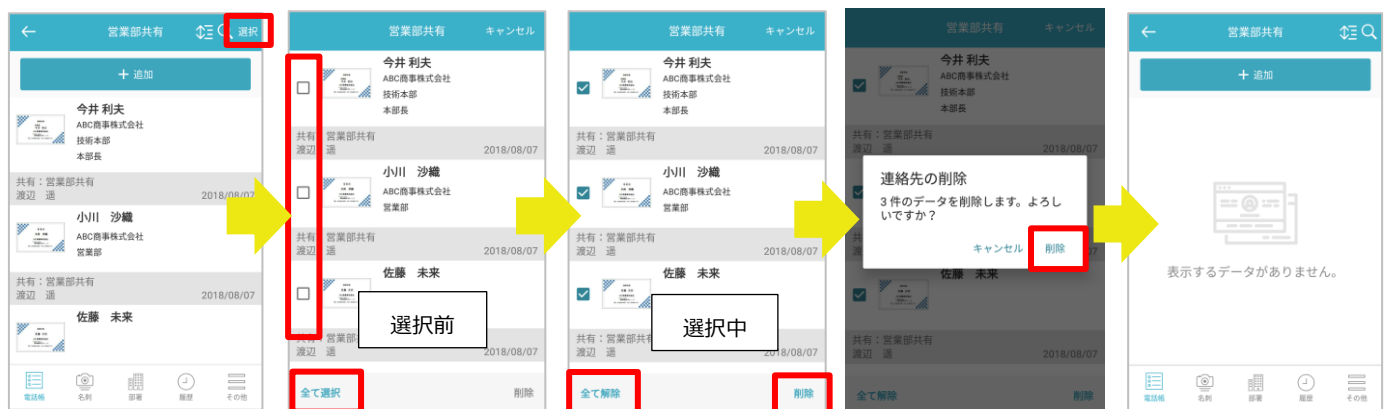 営業部共有 選択
+ 追加
今井 利夫
ABC商事株式会社
技術本部
本部長
共有：営業部共有
渡辺 遥 2018/08/07
小川 沙織
ABC商事株式会社
営業部
共有：営業部共有
渡辺 遥 2018/08/07
佐藤 未来
電話帳 名刺 部署 履歴 その他
営業部共有 キャンセル
今井 利夫
ABC商事株式会社
技術本部
本部長
共有：営業部共有
渡辺 遥 2018/08/07
小川 沙織
ABC商事株式会社
営業部
共有：営業部共有
渡辺 遥 2018/08/07
佐藤 未来
選択前
共有：営業部
渡辺 遥 2018/08/07
全て選択 削除
営業部共有 キャンセル
今井 利夫
ABC商事株式会社
技術本部
本部長
共有：営業部共有
渡辺 遥 2018/08/07
小川 沙織
ABC商事株式会社
営業部
共有：営業部共有
渡辺 遥 2018/08/07
佐藤 未来
選択中
共有：営業部共有
渡辺 遥 2018/08/07
全て解除 削除
営業部共有 キャンセル
今井 利夫
ABC商事株式会社
技術本部
本部長
共有：営業部共有
渡辺 遥 2018/08/07
連絡先の削除
3 件のデータを削除します。よろし
いですか？
キャンセル 削除
佐藤 未来
共有：営業部共有
渡辺 遥 2018/08/07
全て解除 削除
営業部共有
+ 追加
表示するデータがありません。
電話帳 名刺 部署 履歴 その他